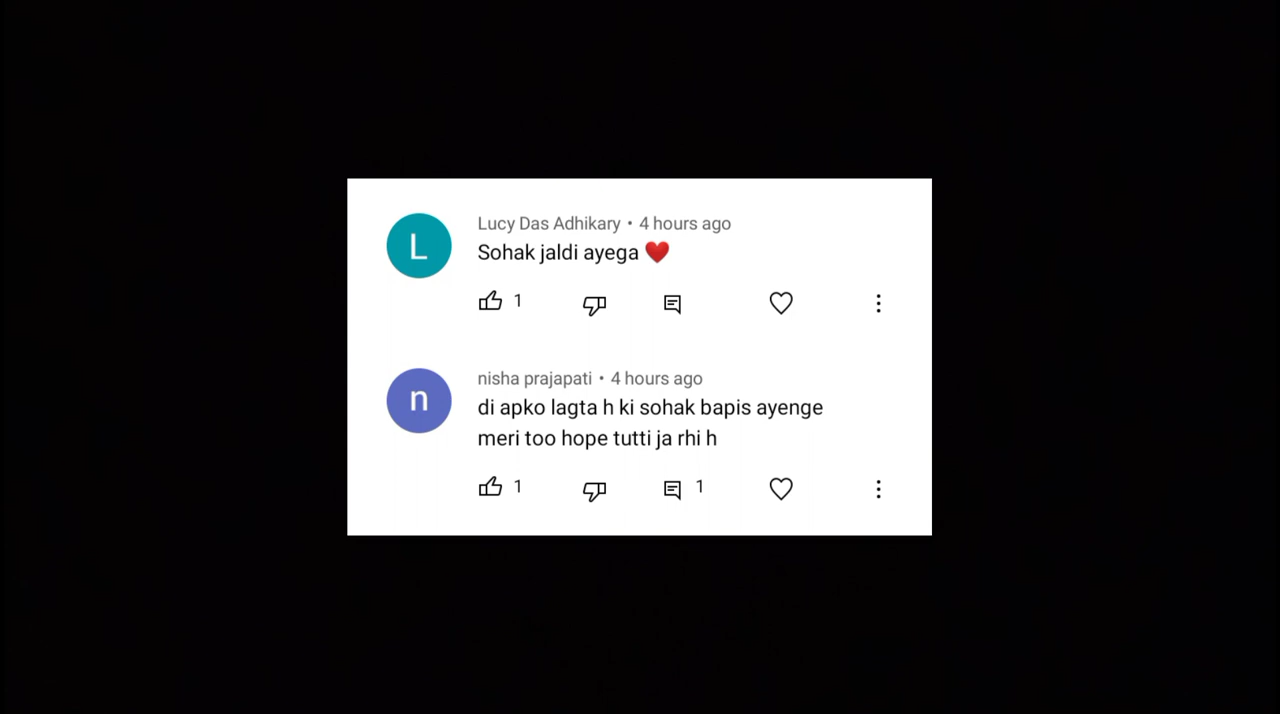 L
Lucy Das Adhikary • 4 hours ago
Sohak jaldi ayega ❤️
1
n
nisha prajapati • 4 hours ago
di apko lagta h ki sohak bapis ayenge
meri too hope tutti ja rhi h
1 1